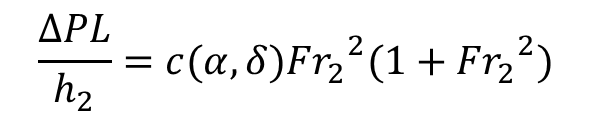 ΔPL/h₂ = c(α, δ)Fr₂²(1 + Fr₂²)